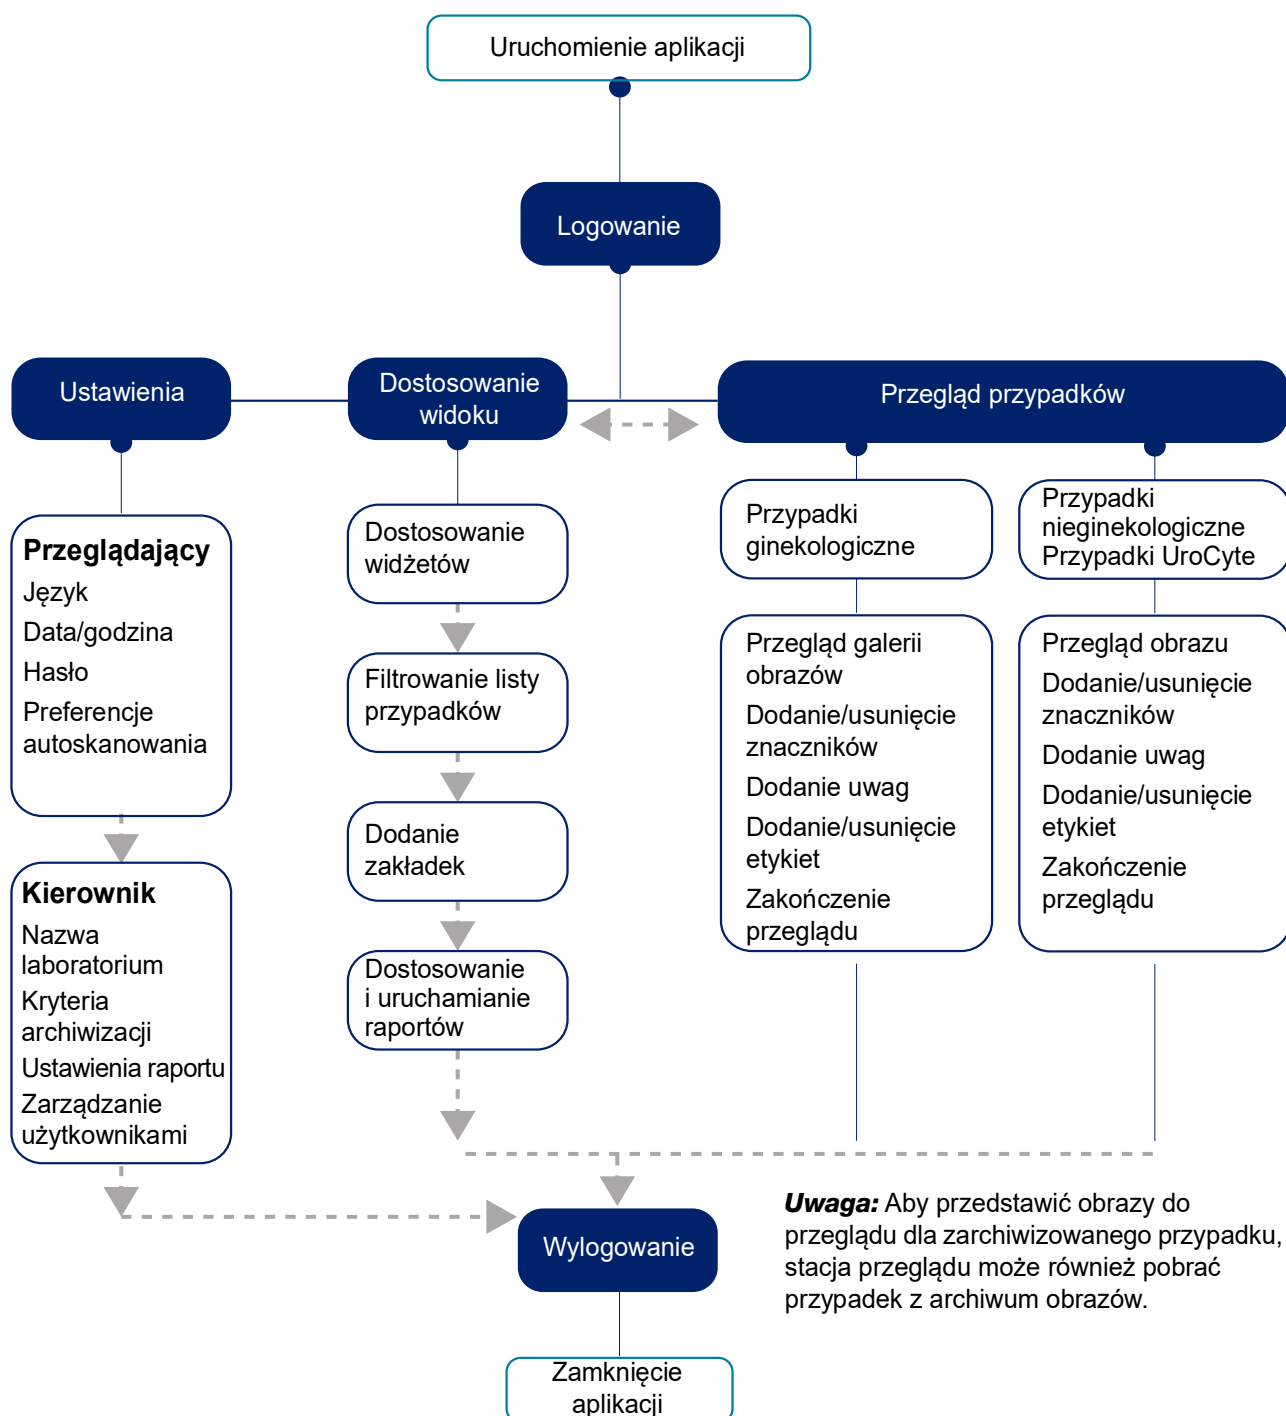 Uruchomienie aplikacji
Logowanie
Ustawienia
Dostosowanie
widoku
Przegląd przypadków
Przeglądający
Język
Data/godzina
Hasło
Preferencje
autoskanowania
Kierownik
Nazwa
laboratorium
Kryteria
archiwizacji
Ustawienia raportu
Zarządzanie
użytkownikami
Dostosowanie
widżetów
Filtrowanie listy
przypadków
Dodanie
zakładek
Dostosowanie
i uruchamianie
raportów
Przypadki
ginekologiczne
Przegląd galerii
obrazów
Dodanie/usunięcie
znaczników
Dodanie uwag
Dodanie/usunięcie
etykiet
Zakończenie
przeglądu
Przypadki
nieginekologiczne
Przypadki UroCyte
Przegląd obrazu
Dodanie/usunięcie
znaczników
Dodanie uwag
Dodanie/usunięcie
etykiet
Zakończenie
przeglądu
Uwaga: Aby przedstawić obrazy do
przeglądu dla zarchiwizowanego przypadku,
stacja przeglądu może również pobrać
przypadek z archiwum obrazów.
Wylogowanie
Zamknięcie
aplikacji